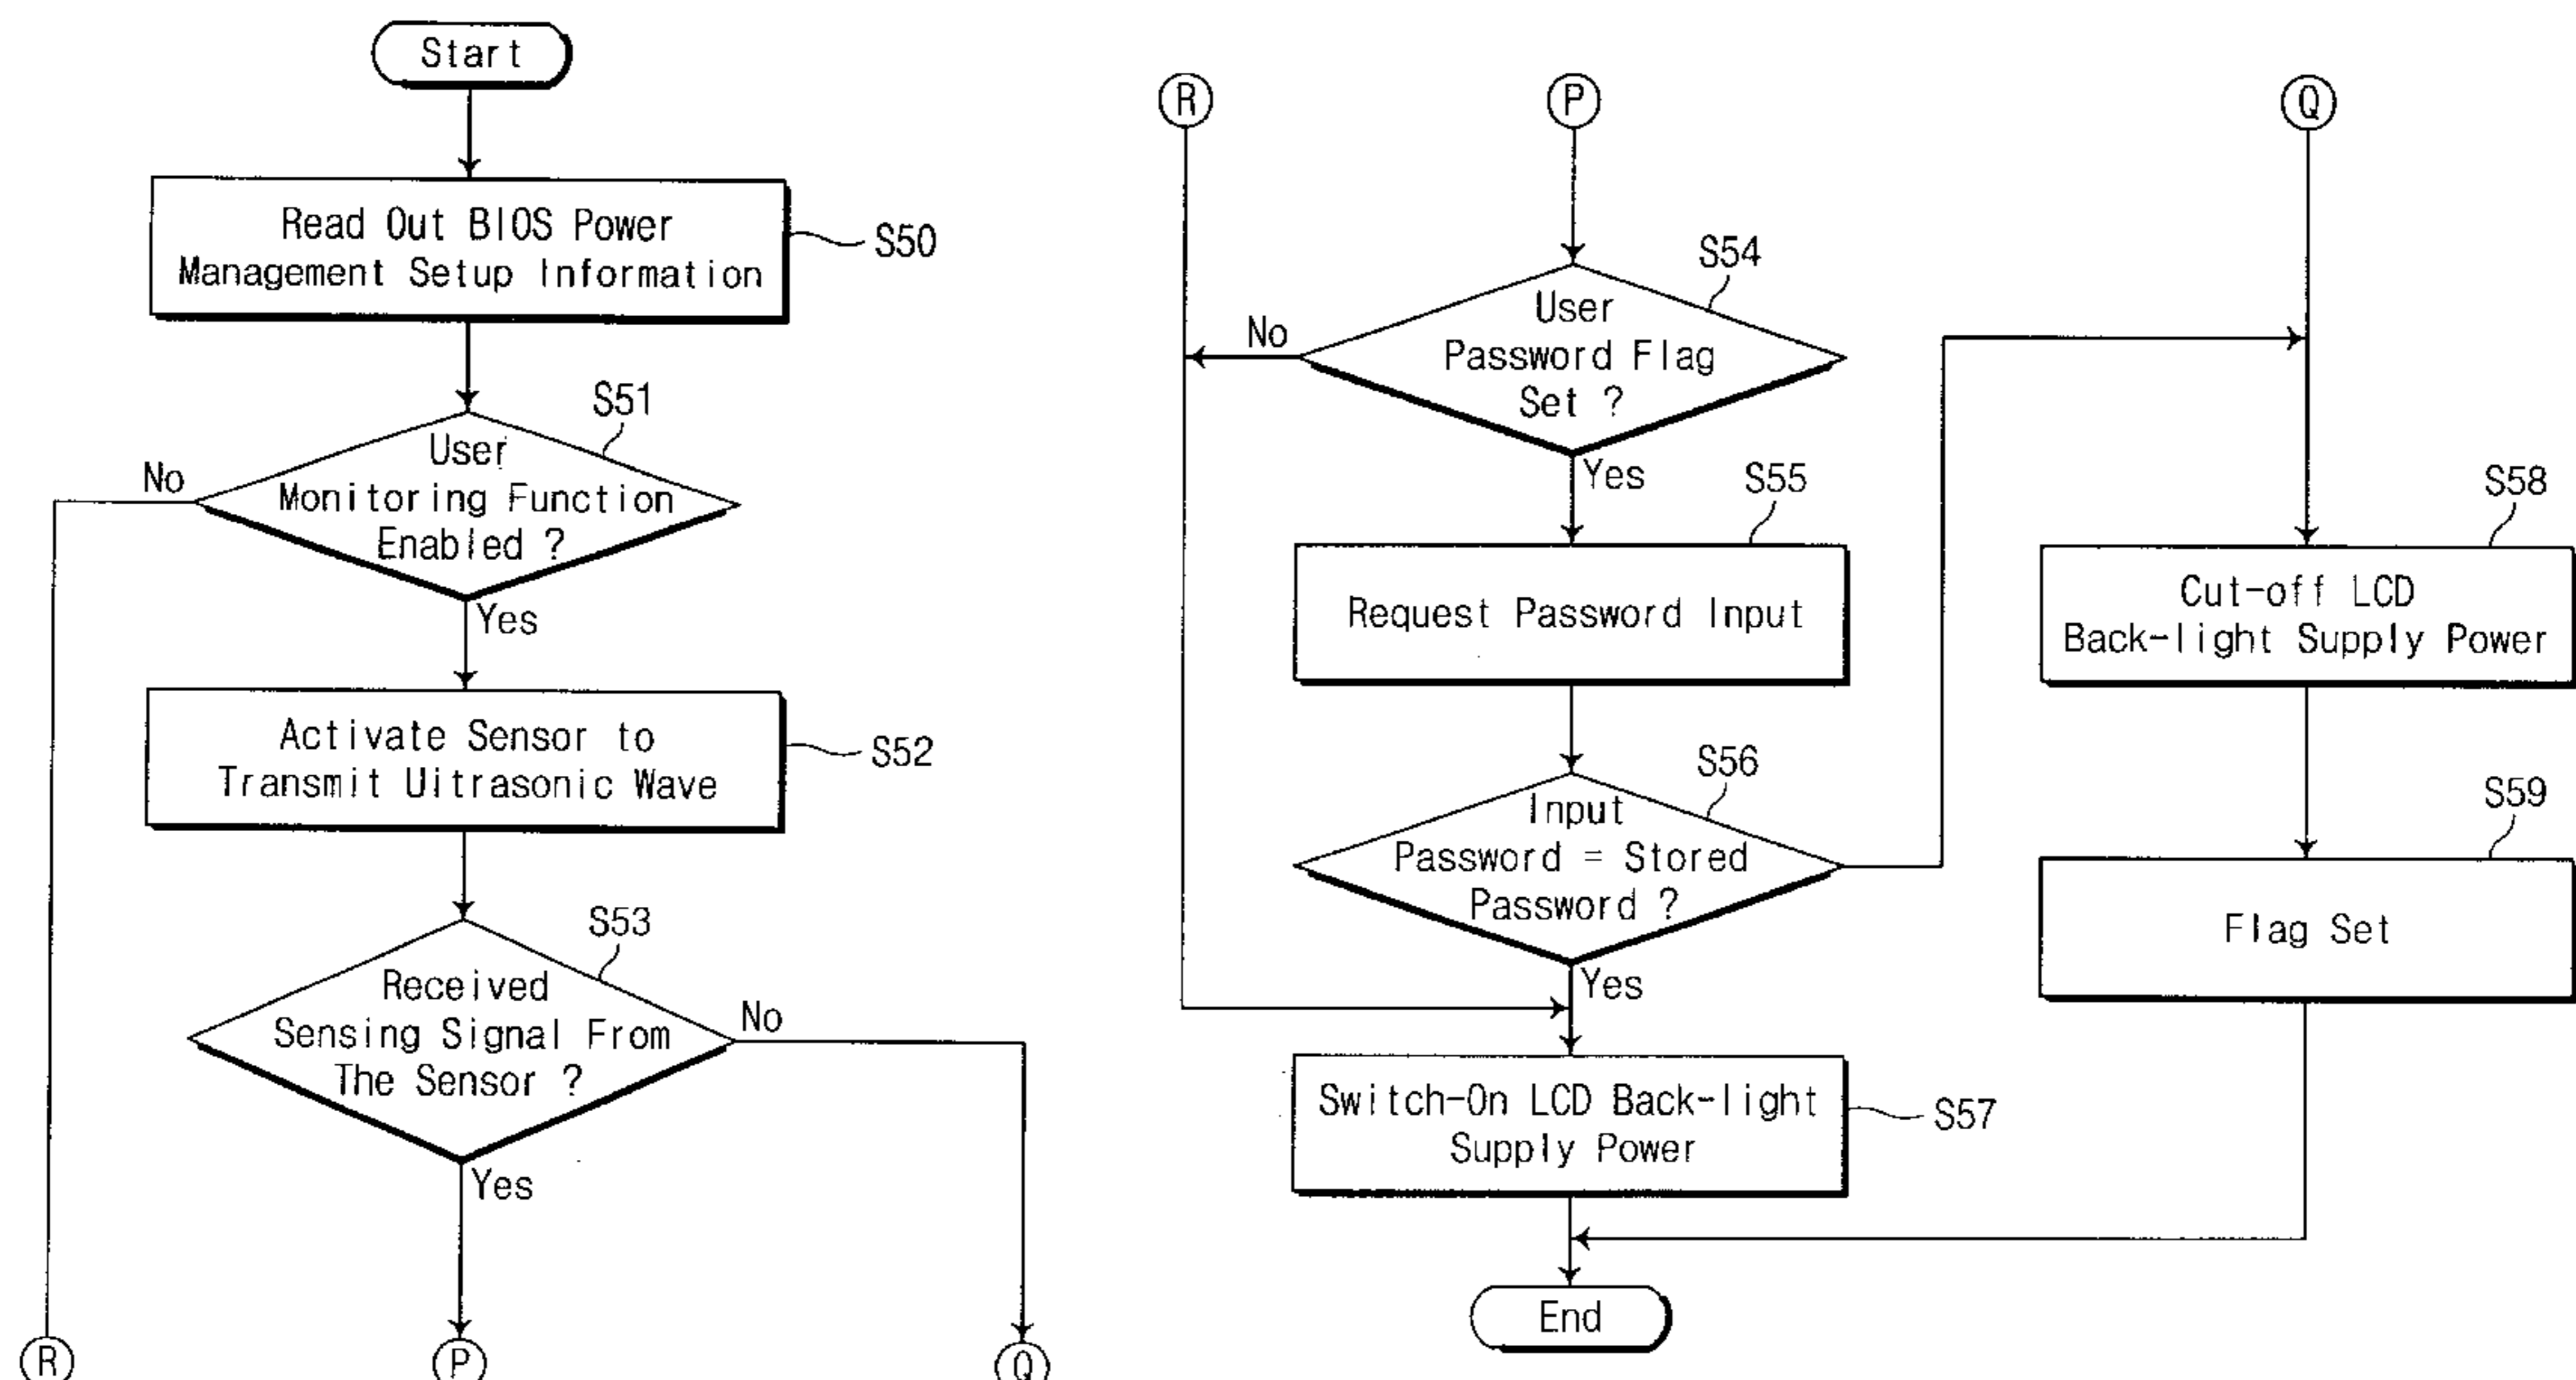 Start
Read Out BIOS Power
Management Setup Information
S50
S51
User
Monitoring Function
Enabled ?
No
Yes
Activate Sensor to
Transmit Uitrasonic Wave
S52
S53
Received
Sensing Signal From
The Sensor ?
No
Yes
R
P
Q
R
P
Q
S54
User
Password Flag
Set ?
No
Yes
S55
Request Password Input
S56
Input
Password = Stored
Password ?
Yes
Switch-On LCD Back-light
Supply Power
S57
End
S58
Cut-off LCD
Back-light Supply Power
S59
Flag Set